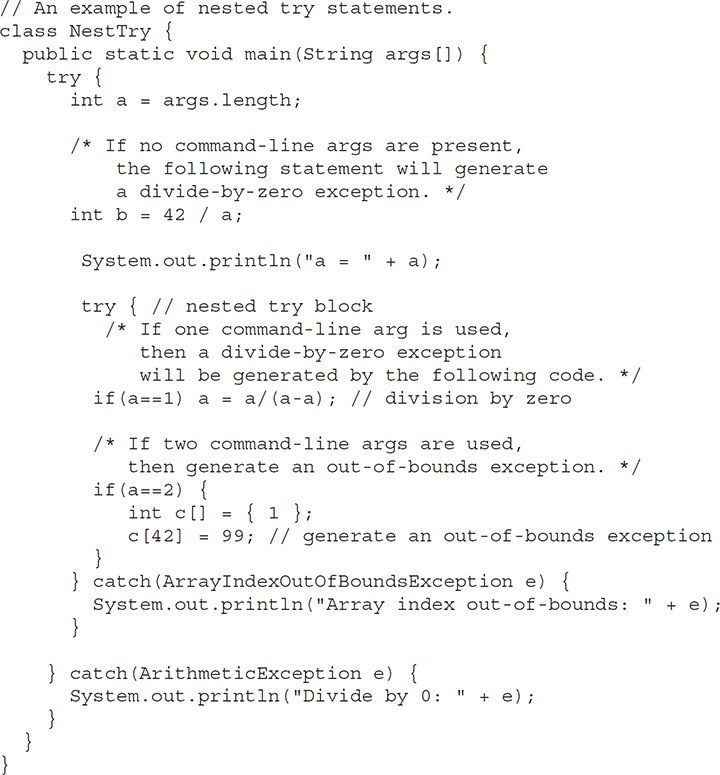 // An example of nested try statements.
class NestTry {
  public static void main(String args[]) {
    try {
      int a = args.length;

      /* If no command-line args are present,
          the following statement will generate
          a divide-by-zero exception. */
      int b = 42 / a;

       System.out.println("a = " + a);

       try { // nested try block
         /* If one command-line arg is used,
            then a divide-by-zero exception
            will be generated by the following code. */
        if(a==1) a = a/(a-a); // division by zero

        /* If two command-line args are used,
           then generate an out-of-bounds exception. */
        if(a==2) {
           int c[] = { 1 };
           c[42] = 99; // generate an out-of-bounds exception
        }
      } catch(ArrayIndexOutOfBoundsException e) {
        System.out.println("Array index out-of-bounds: " + e);
      }

    } catch(ArithmeticException e) {
      System.out.println("Divide by 0: " + e);
    }
  }
}